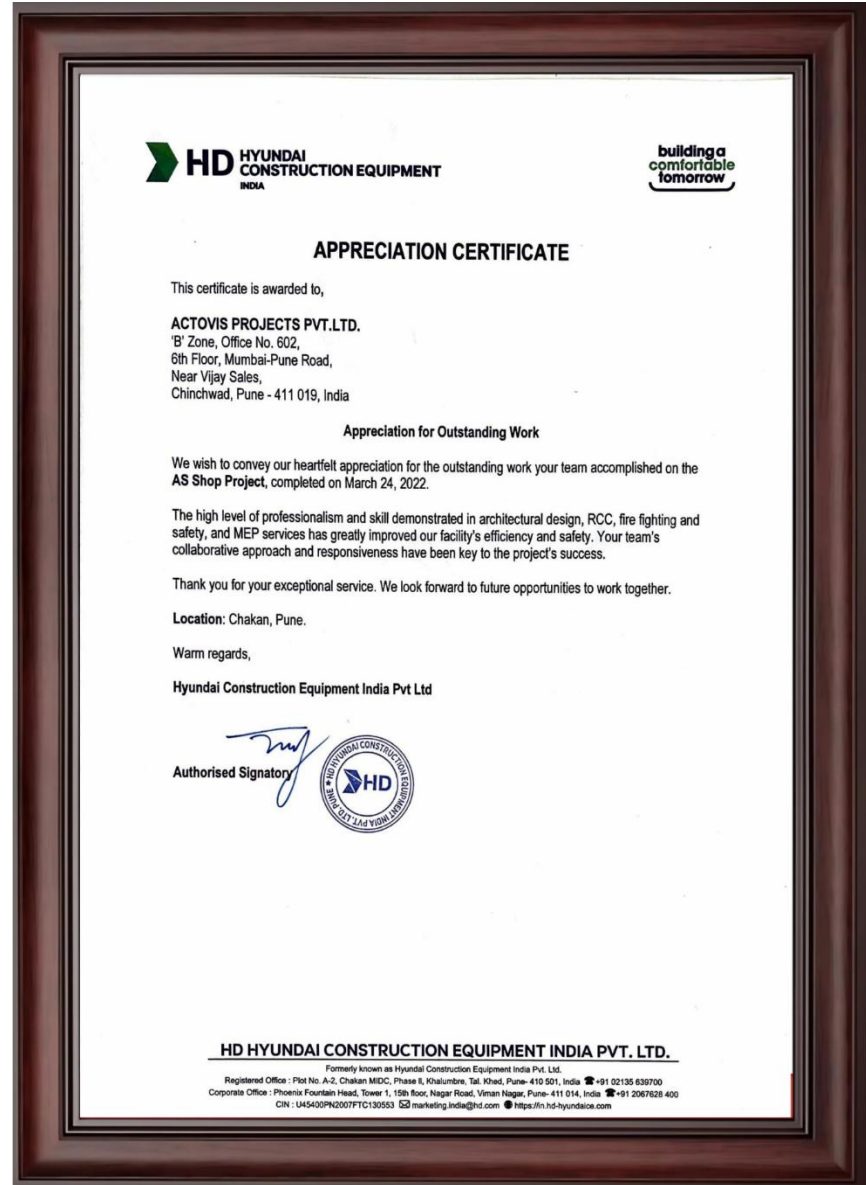 HD HYUNDAI
CONSTRUCTION EQUIPMENT
INDIA
building a
comfortable
tomorrow
APPRECIATION CERTIFICATE
This certificate is awarded to,
ACTOVIS PROJECTS PVT.LTD.
'B' Zone, Office No. 602,
6th Floor, Mumbai-Pune Road,
Near Vijay Sales,
Chinchwad, Pune - 411 019, India
Appreciation for Outstanding Work
We wish to convey our heartfelt appreciation for the outstanding work your team accomplished on the
AS Shop Project, completed on March 24, 2022.
The high level of professionalism and skill demonstrated in architectural design, RCC, fire fighting and
safety, and MEP services has greatly improved our facility's efficiency and safety. Your team's
collaborative approach and responsiveness have been key to the project's success.
Thank you for your exceptional service. We look forward to future opportunities to work together.
Location: Chakan, Pune.
Warm regards,
Hyundai Construction Equipment India Pvt Ltd
Authorised Signatory
HD HYUNDAI CONSTRUCTION EQUIPMENT INDIA PVT. LTD. PUNE
HD
HD HYUNDAI CONSTRUCTION EQUIPMENT INDIA PVT. LTD.
Formerly known as Hyundai Construction Equipment India Pvt. Ltd.
Registered Office : Plot No. A-2, Chakan MIDC, Phase II, Khalumbre, Tal. Khed, Pune- 410 501, India ☎ +91 02135 639700
Corporate Office : Phoenix Fountain Head, Tower 1, 15th floor, Nagar Road, Viman Nagar, Pune- 411 014, India ☎ +91 2067628 400
CIN : U45400PN2007FTC130553 marketing.india@hd.com https://in.hd-hyundaice.com